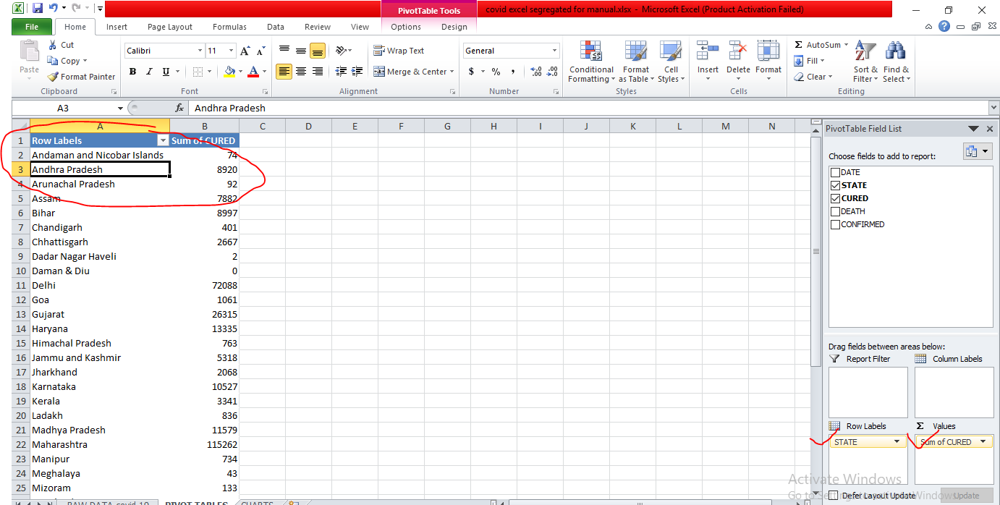 PivotTable Tools
covid excel segregated for manual.xlsx - Microsoft Excel (Product Activation Failed)
File Home Insert Page Layout Formulas Data Review View Options Design
Paste Cut Copy Format Painter
Calibri 11
Wrap Text
Merge & Center
General
Conditional Formatting Format as Table Cell Styles
Insert Delete Format
AutoSum Fill Clear
Sort & Filter Find & Select
Clipboard Font Alignment Number Styles Cells Editing
A3 fx Andhra Pradesh
A B C D E F G H I J K L M N
1 Row Labels Sum of CURED
2 Andaman and Nicobar Islands 74
3 Andhra Pradesh 8920
4 Arunachal Pradesh 92
5 Assam 7882
6 Bihar 8997
7 Chandigarh 401
8 Chhattisgarh 2667
9 Dadar Nagar Haveli 2
10 Daman & Diu 0
11 Delhi 72088
12 Goa 1061
13 Gujarat 26315
14 Haryana 13335
15 Himachal Pradesh 763
16 Jammu and Kashmir 5318
17 Jharkhand 2068
18 Karnataka 10527
19 Kerala 3341
20 Ladakh 836
21 Madhya Pradesh 11579
22 Maharashtra 115262
23 Manipur 734
24 Meghalaya 43
25 Mizoram 133
RAW DATA covid 19 PIVOT TABLES CHARTS
PivotTable Field List
Choose fields to add to report:
DATE
STATE
CURED
DEATH
CONFIRMED
Drag fields between areas below:
Report Filter Column Labels
Row Labels Σ Values
STATE Sum of CURED
Activate Windows
Defer Layout Update Update